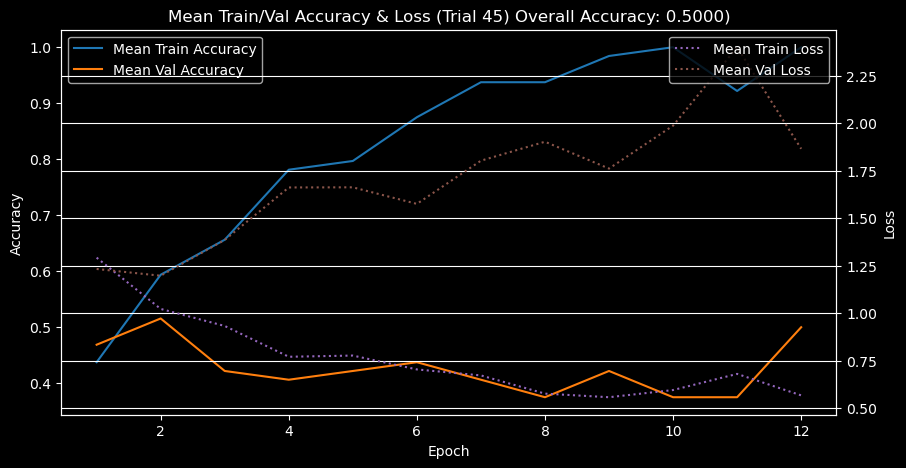 Mean Train/Val Accuracy & Loss (Trial 45) Overall Accuracy: 0.5000)
Mean Train Accuracy
Mean Val Accuracy
Mean Train Loss
Mean Val Loss
1.0
0.9
0.8
0.7
0.6
0.5
0.4
Accuracy
2.25
2.00
1.75
1.50
1.25
1.00
0.75
0.50
Loss
2 4 6 8 10 12
Epoch